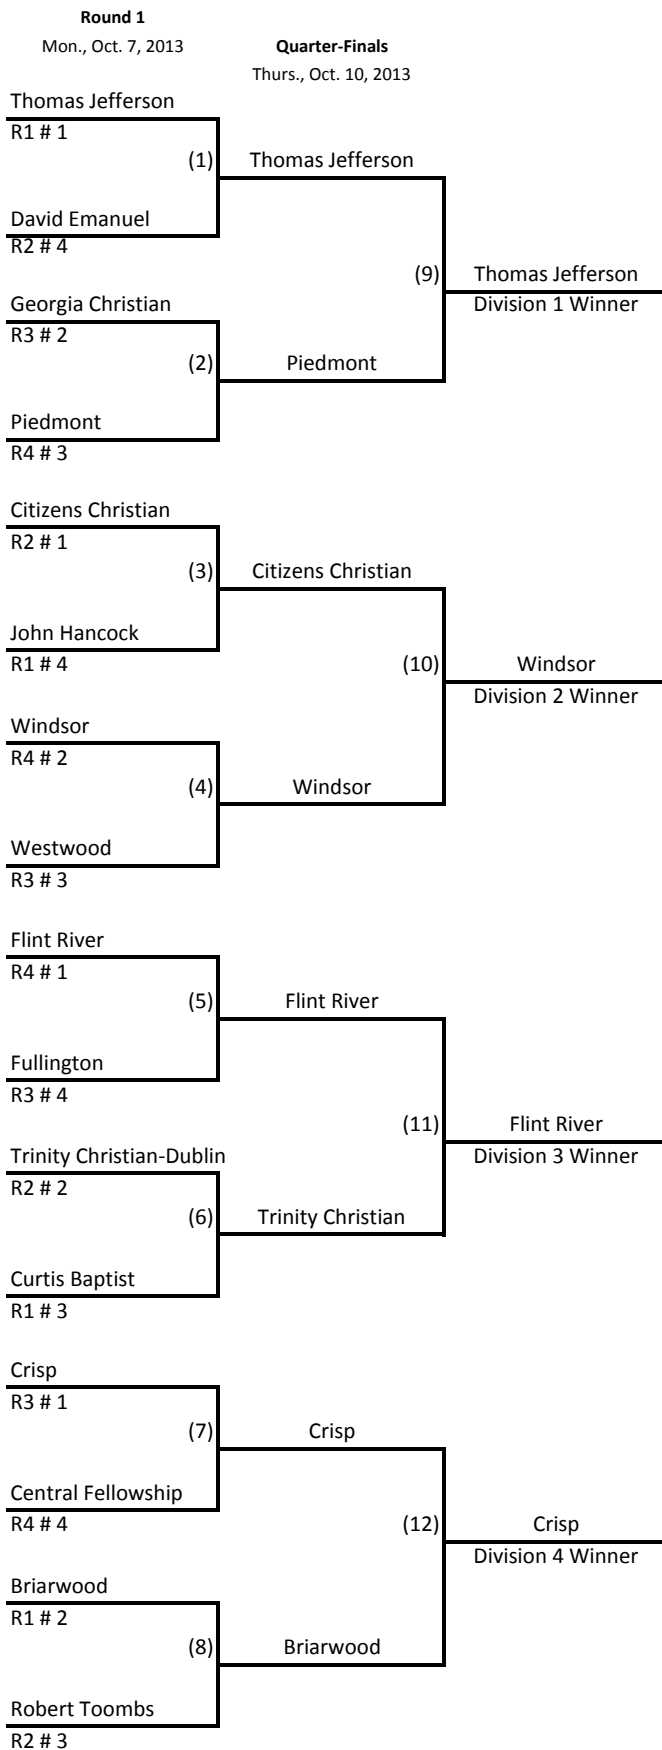 Round 1
Mon., Oct. 7, 2013
Quarter-Finals
Thurs., Oct. 10, 2013
Thomas Jefferson
R1 # 1
(1)
Thomas Jefferson
David Emanuel
R2 # 4
(9)
Thomas Jefferson
Division 1 Winner
Georgia Christian
R3 # 2
(2)
Piedmont
Piedmont
R4 # 3
Citizens Christian
R2 # 1
(3)
Citizens Christian
John Hancock
R1 # 4
(10)
Windsor
Division 2 Winner
Windsor
R4 # 2
(4)
Windsor
Westwood
R3 # 3
Flint River
R4 # 1
(5)
Flint River
Fullington
R3 # 4
(11)
Flint River
Division 3 Winner
Trinity Christian-Dublin
R2 # 2
(6)
Trinity Christian
Curtis Baptist
R1 # 3
Crisp
R3 # 1
(7)
Crisp
Central Fellowship
R4 # 4
(12)
Crisp
Division 4 Winner
Briarwood
R1 # 2
(8)
Briarwood
Robert Toombs
R2 # 3